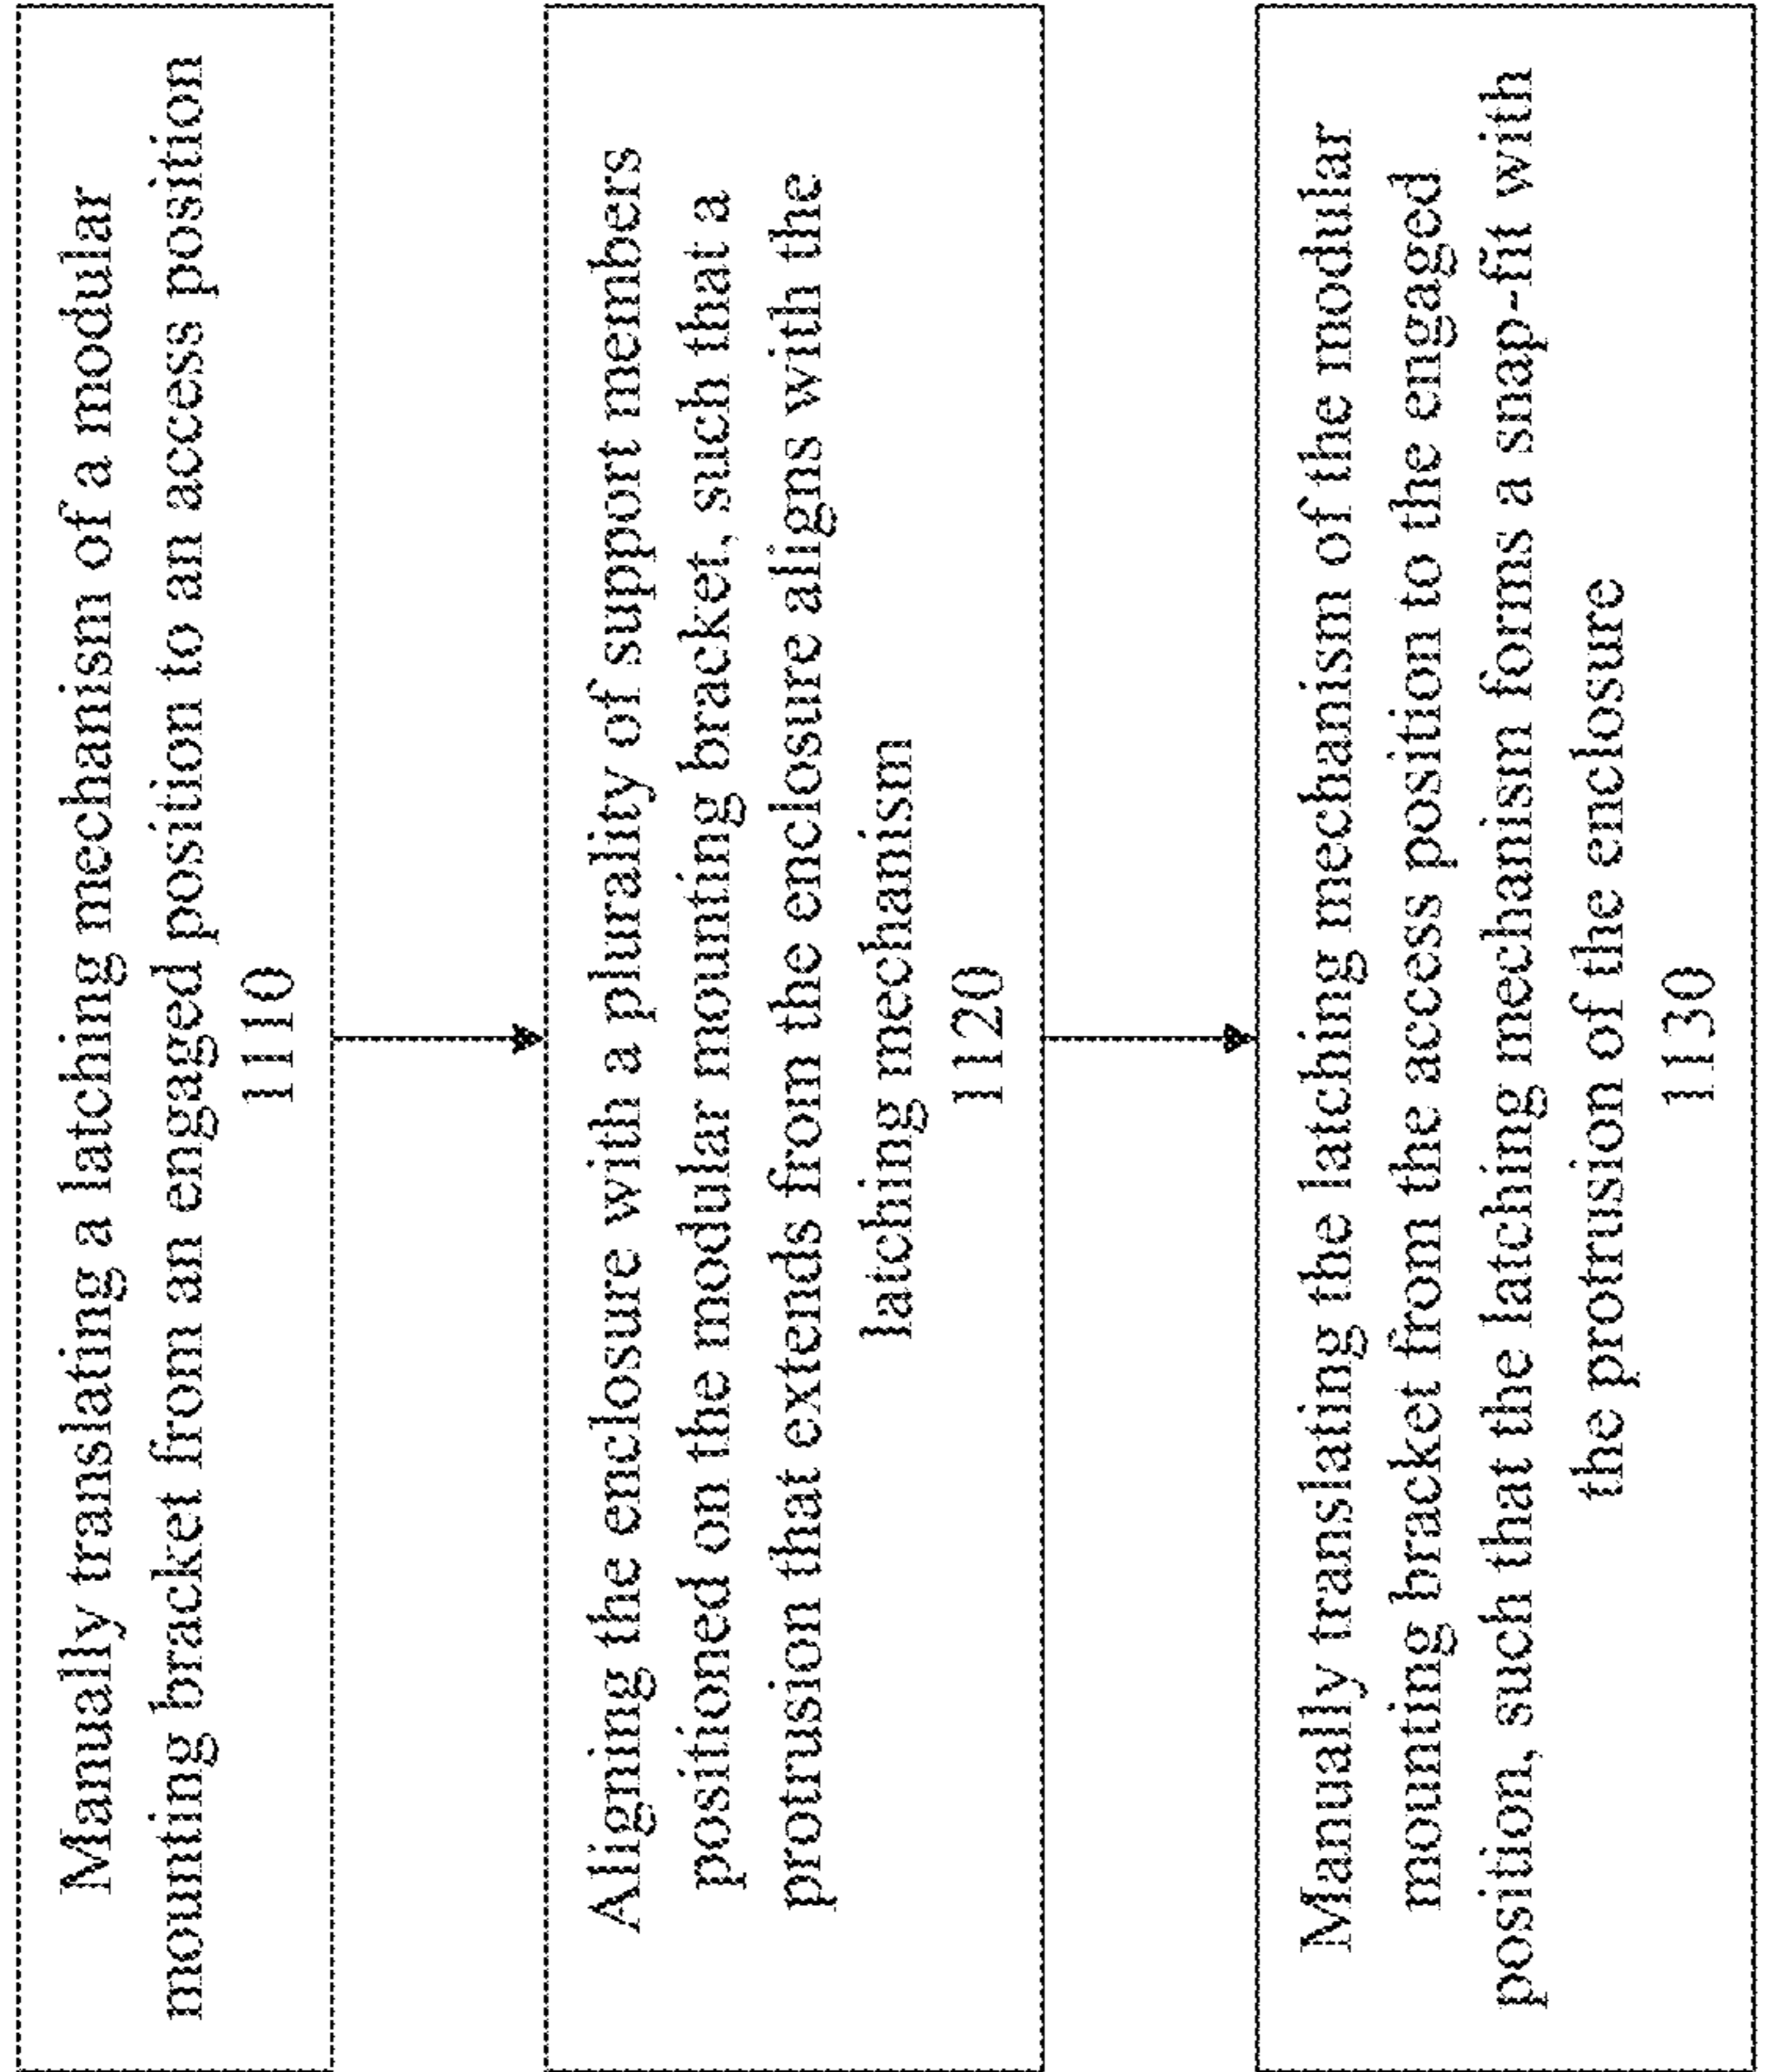 Manually translating a latching mechanism of a modular
mounting bracket from an engaged position to an access position
1110
Aligning the enclosure with a plurality of support members
positioned on the modular mounting bracket, such that a
protrusion that extends from the enclosure aligns with the
latching mechanism
1120
Manually translating the latching mechanism of the modular
mounting bracket from the access position to the engaged
position, such that the latching mechanism forms a snap-fit with
the protrusion of the enclosure
1130